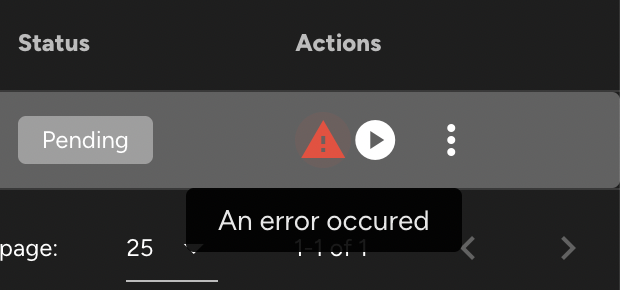 Status Actions
Pending
An error occured
page: 25 1-1 of 1